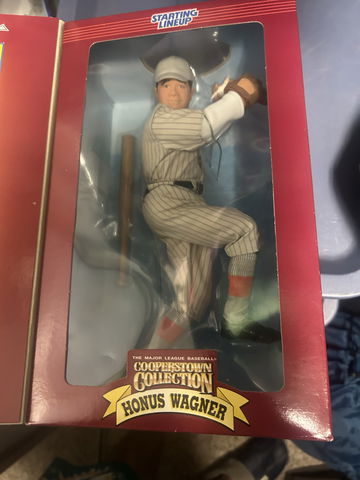 STARTING
LINEUP
THE MAJOR LEAGUE BASEBALL
COOPERSTOWN
COLLECTION
HONUS WAGNER